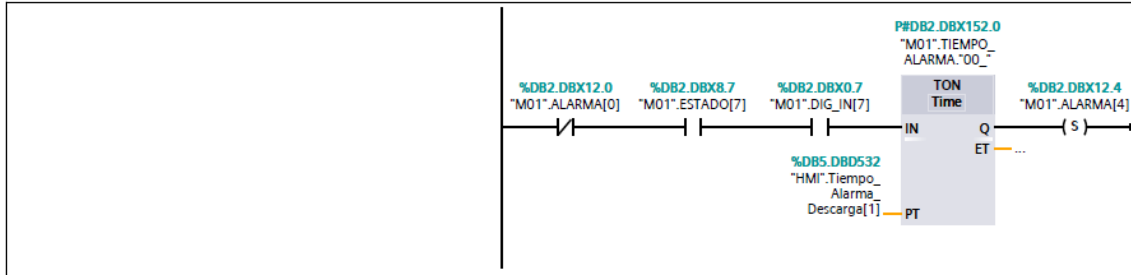 P#DB2.DBX152.0
"M01".TIEMPO_
ALARMA."00_"
%DB2.DBX12.0
"M01".ALARMA[0]
%DB2.DBX8.7
"M01".ESTADO[7]
%DB2.DBX0.7
"M01".DIG_IN[7]
TON
Time
%DB2.DBX12.4
"M01".ALARMA[4]
IN
Q
S
ET
...
%DB5.DBD532
"HMI".Tiempo_
Alarma_
Descarga[1]
PT